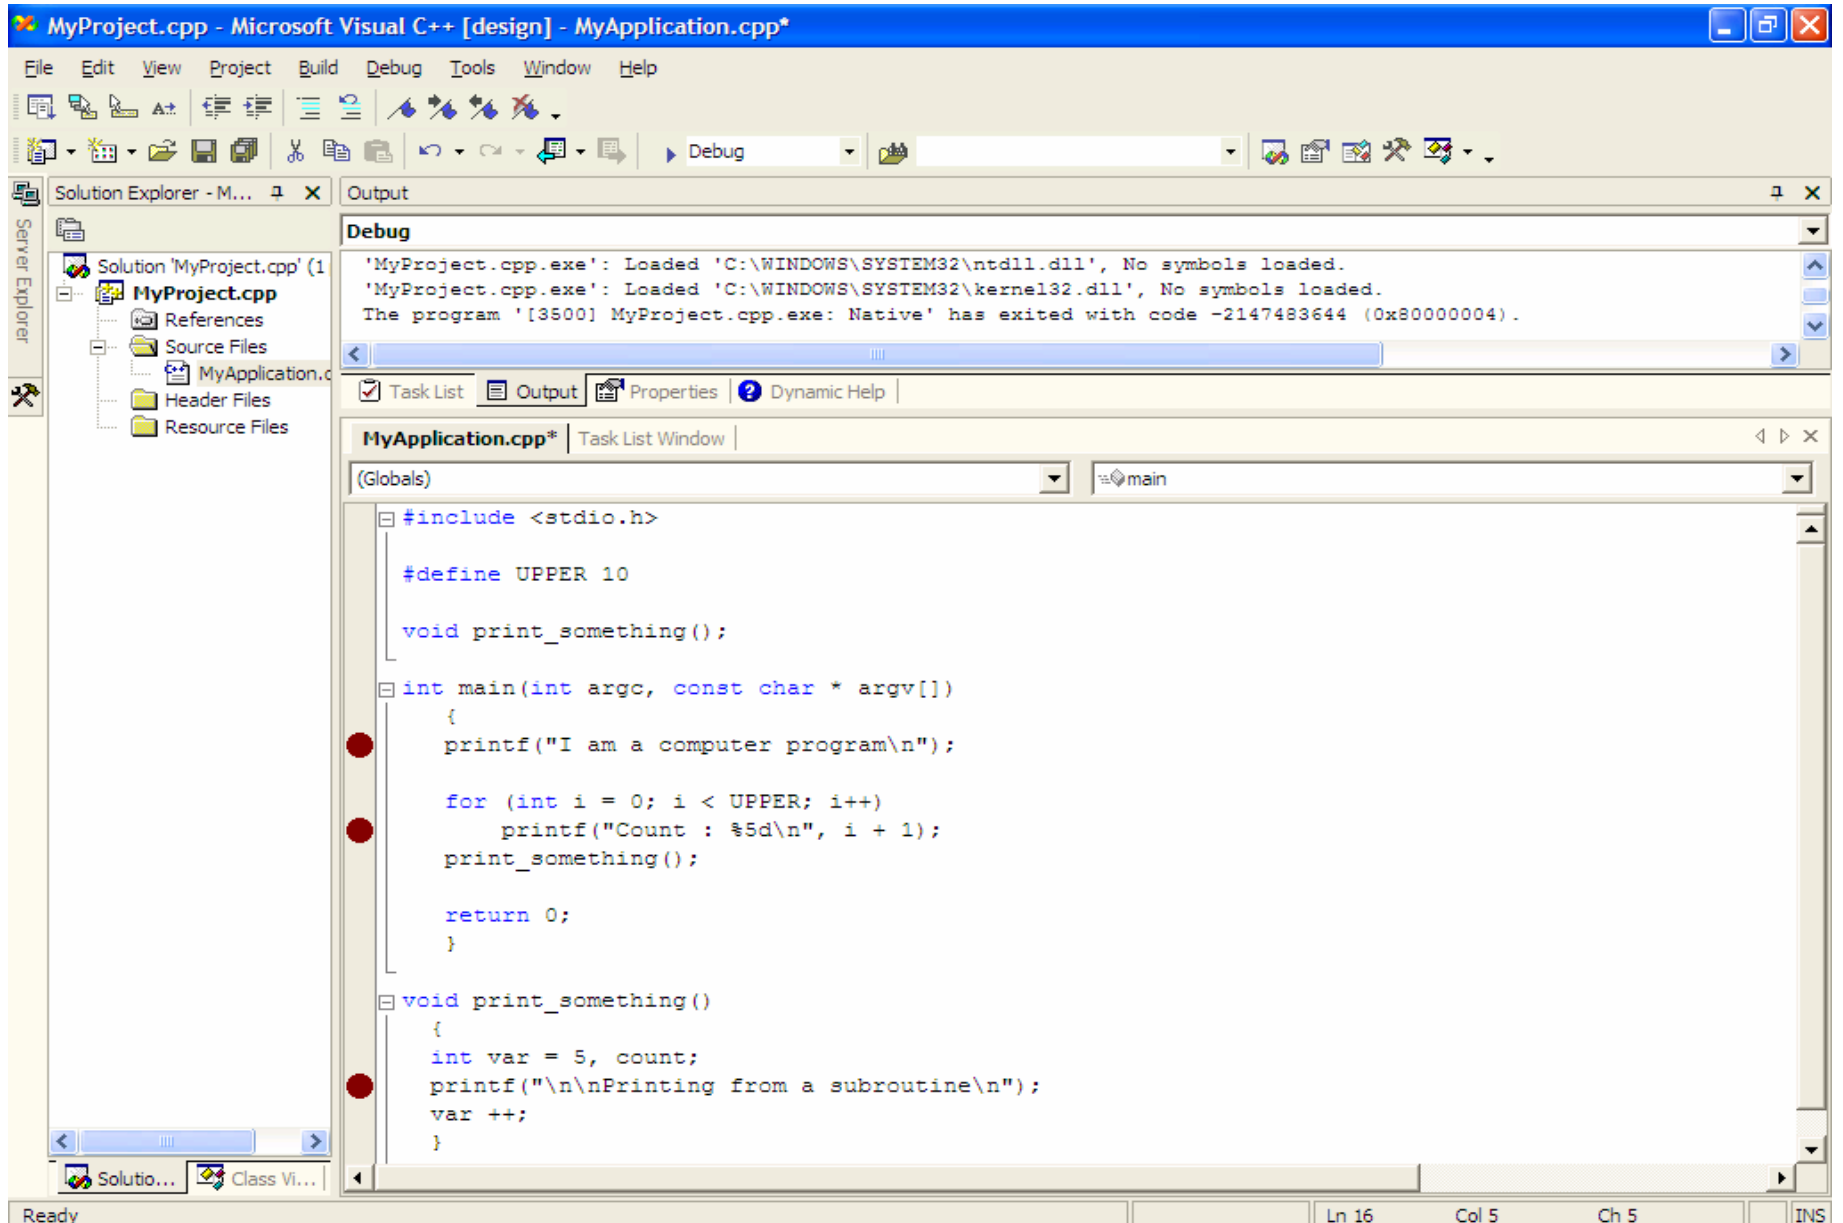 MyProject.cpp - Microsoft Visual C++ [design] - MyApplication.cpp*
File Edit View Project Build Debug Tools Window Help
Debug
Server Explorer
Solution Explorer - M...
Solution 'MyProject.cpp' (1
MyProject.cpp
References
Source Files
MyApplication.c
Header Files
Resource Files
Solutio... Class Vi...
Output
Debug
'MyProject.cpp.exe': Loaded 'C:\WINDOWS\SYSTEM32\ntdll.dll', No symbols loaded.
'MyProject.cpp.exe': Loaded 'C:\WINDOWS\SYSTEM32\kernel32.dll', No symbols loaded.
The program '[3500] MyProject.cpp.exe: Native' has exited with code -2147483644 (0x80000004).
Task List Output Properties Dynamic Help
MyApplication.cpp* Task List Window
(Globals) main
#include <stdio.h>
#define UPPER 10
void print_something();
int main(int argc, const char * argv[])
{
printf("I am a computer program\n");
for (int i = 0; i < UPPER; i++)
printf("Count : %5d\n", i + 1);
print_something();
return 0;
}
void print_something()
{
int var = 5, count;
printf("\n\nPrinting from a subroutine\n");
var ++;
}
Ready Ln 16 Col 5 Ch 5 INS